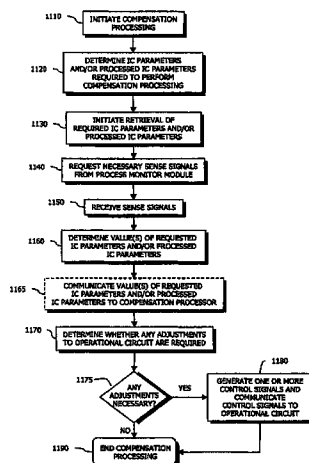 1110
INITIATE COMPENSATION
PROCESSING
1120
DETERMINE IC PARAMETERS
AND/OR PROCESSED IC PARAMETERS
REQUIRED TO PERFORM
COMPENSATION PROCESSING
1130
INITIATE RETRIEVAL OF
REQUIRED IC PARAMETERS AND/OR
PROCESSED IC PARAMETERS
1140
REQUEST NECESSARY SENSE SIGNALS
FROM PROCESS MONITOR MODULE
1150
RECEIVE SENSE SIGNALS
1160
DETERMINE VALUE(S) OF REQUESTED
IC PARAMETERS AND/OR PROCESSED
IC PARAMETERS
1165
COMMUNICATE VALUE(S) OF REQUESTED
IC PARAMETERS AND/OR PROCESSED
IC PARAMETERS TO COMPENSATION PROCESSOR
1170
DETERMINE WHETHER ANY ADJUSTMENTS
TO OPERATIONAL CIRCUIT ARE REQUIRED
1175
ANY
ADJUSTMENTS
NECESSARY?
YES
1180
GENERATE ONE OR MORE
CONTROL SIGNALS AND
COMMUNICATE
CONTROL SIGNALS TO
OPERATIONAL CIRCUIT
NO
1190
END COMPENSATION
PROCESSING